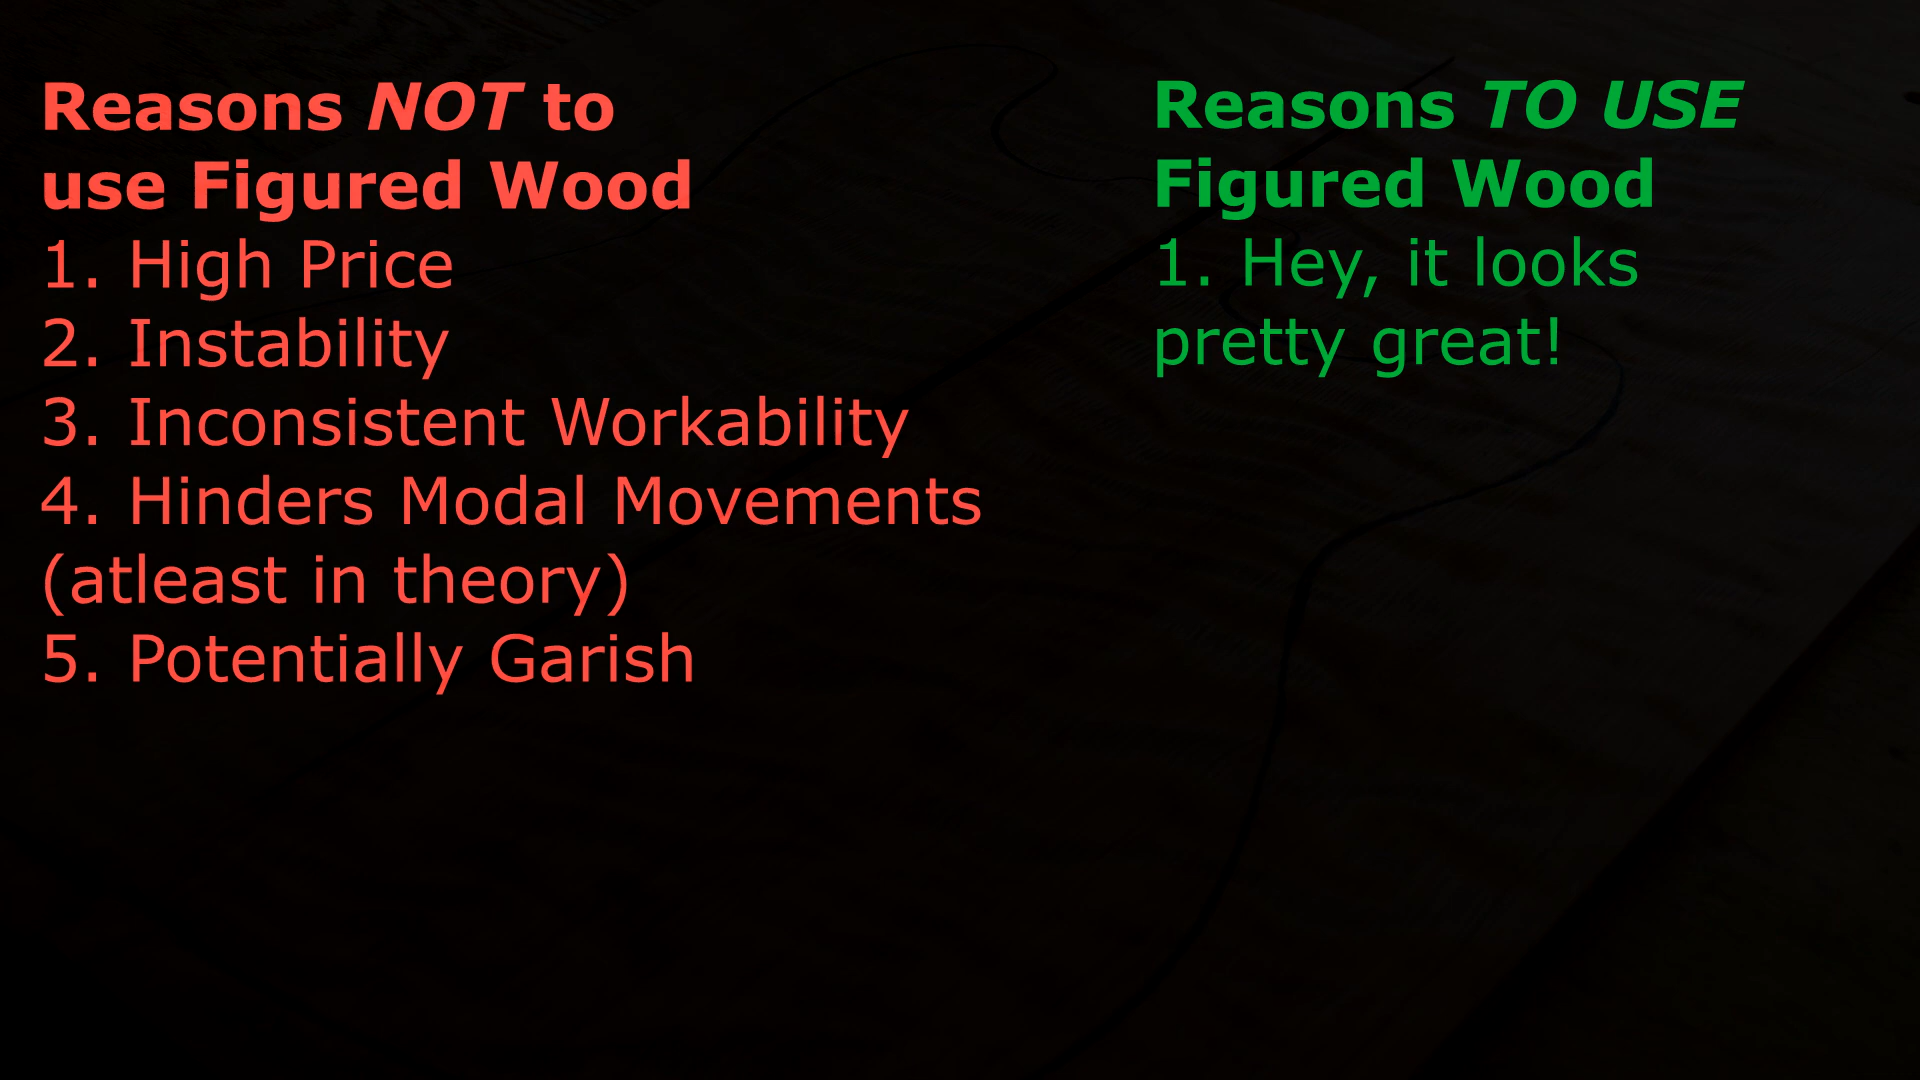 Reasons NOT to
use Figured Wood
1. High Price
2. Instability
3. Inconsistent Workability
4. Hinders Modal Movements
(atleast in theory)
5. Potentially Garish
Reasons TO USE
Figured Wood
1. Hey, it looks
pretty great!